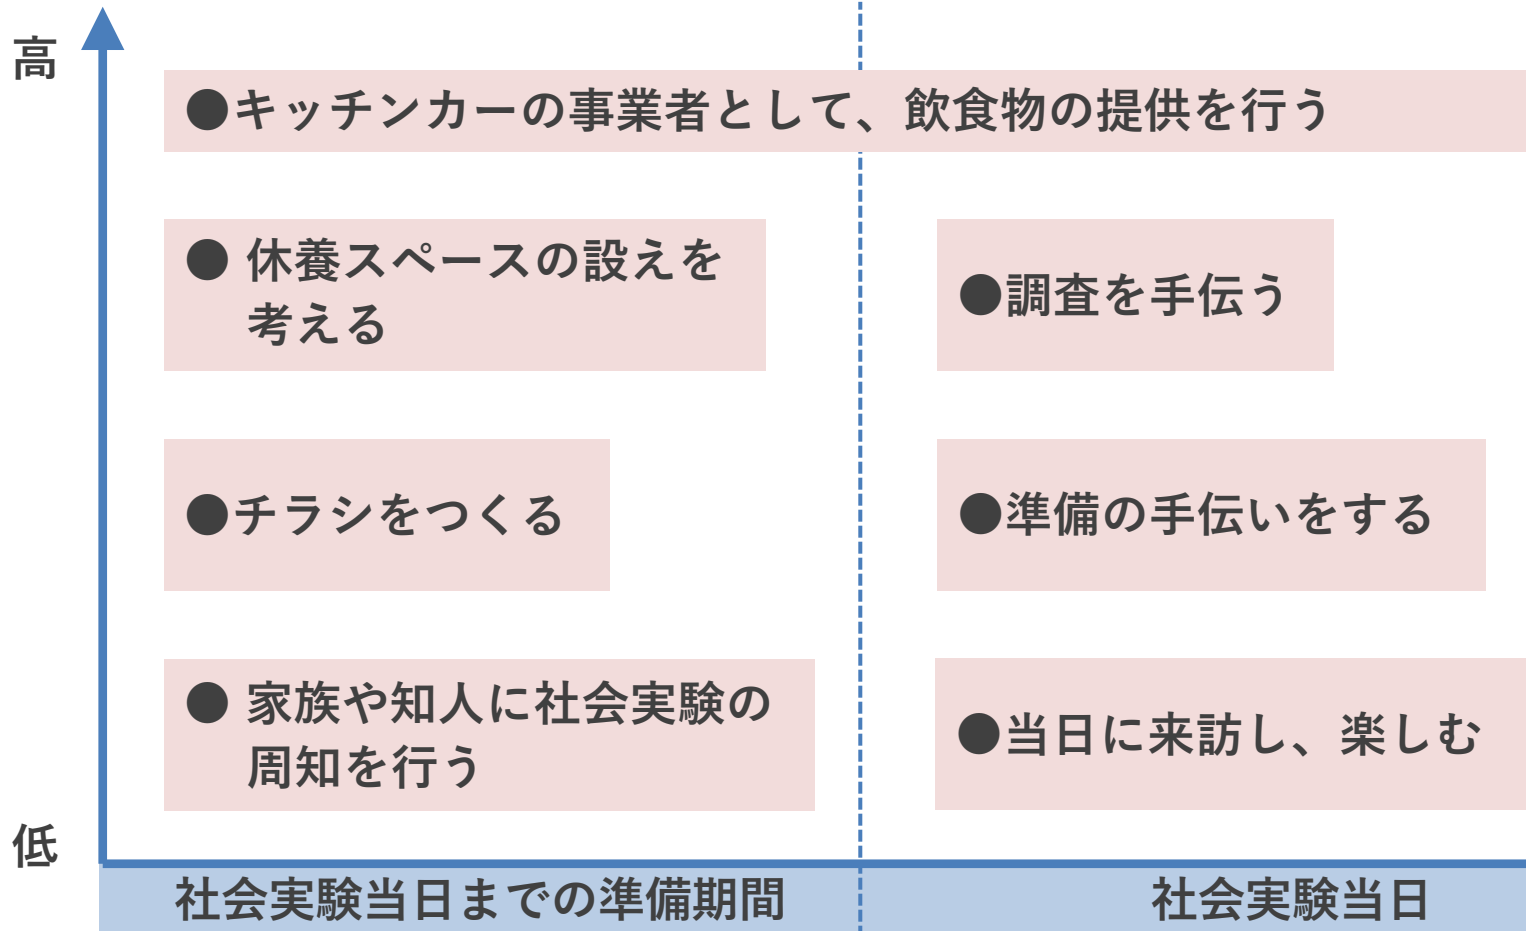 高
●キッチンカーの事業者として、飲食物の提供を行う
● 休養スペースの設えを
考える
●調査を手伝う
●チラシをつくる
●準備の手伝いをする
● 家族や知人に社会実験の
周知を行う
●当日に来訪し、楽しむ
低
社会実験当日までの準備期間
社会実験当日